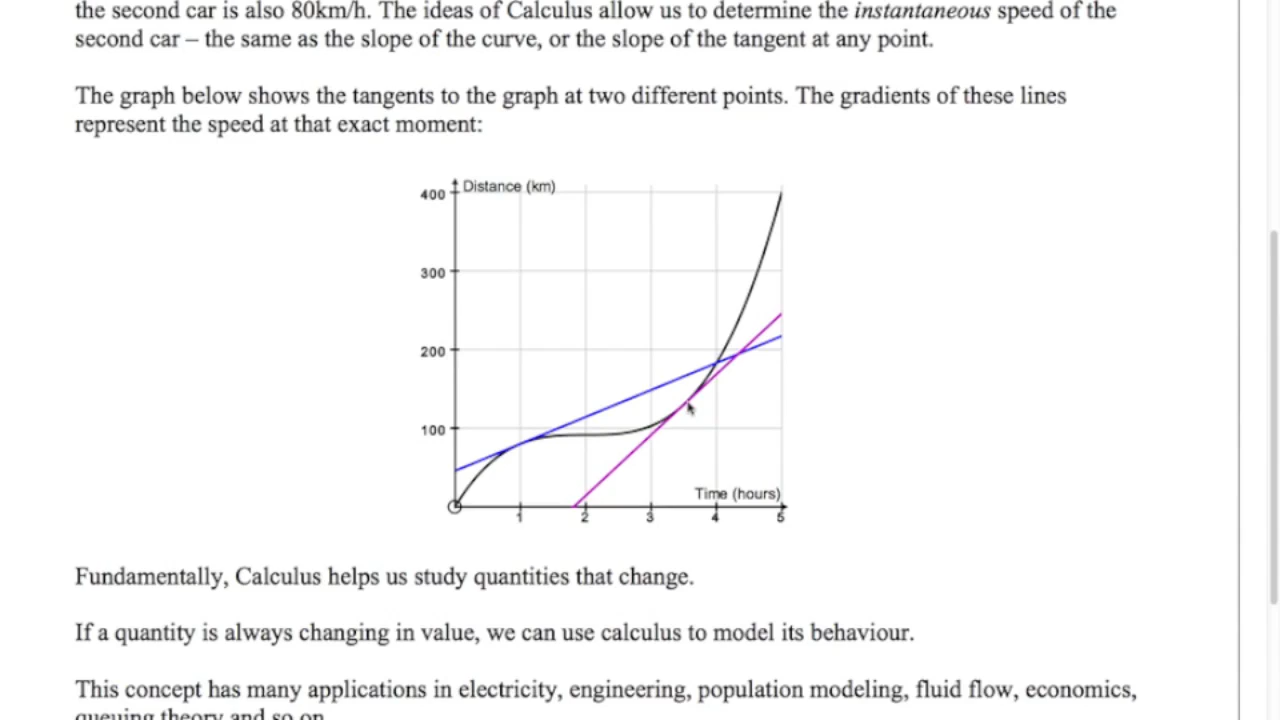 the second car is also 80km/h. The ideas of Calculus allow us to determine the instantaneous speed of the
second car – the same as the slope of the curve, or the slope of the tangent at any point.
The graph below shows the tangents to the graph at two different points. The gradients of these lines
represent the speed at that exact moment:
Distance (km)
400
300
200
100
Time (hours)
1 2 3 4 5
Fundamentally, Calculus helps us study quantities that change.
If a quantity is always changing in value, we can use calculus to model its behaviour.
This concept has many applications in electricity, engineering, population modeling, fluid flow, economics,
queuing theory and so on